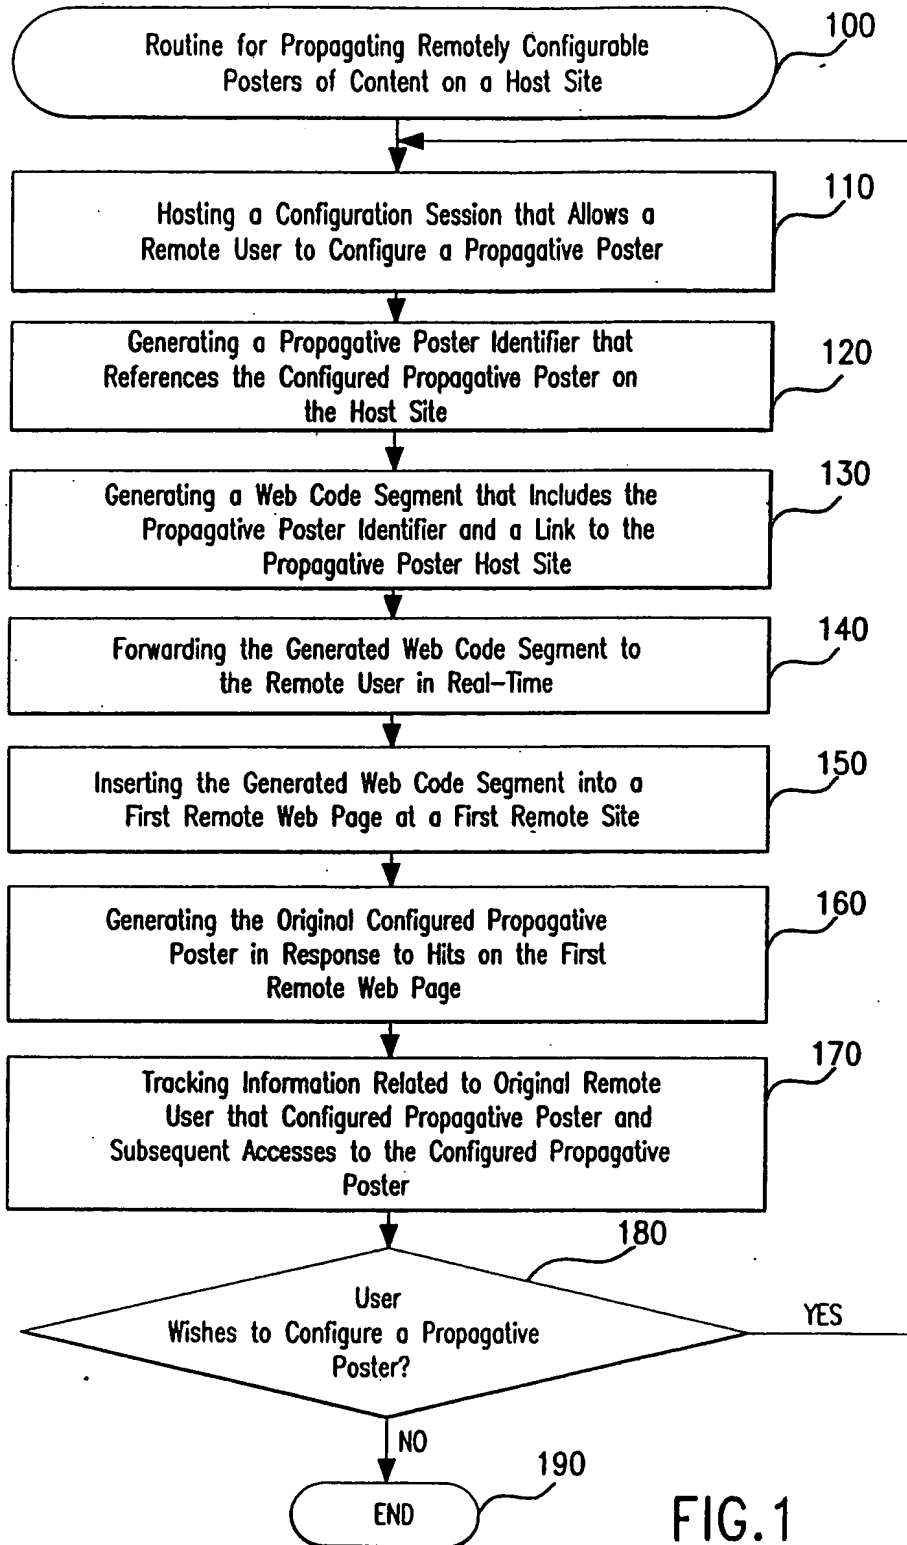 Routine for Propagating Remotely Configurable
Posters of Content on a Host Site
100
Hosting a Configuration Session that Allows a
Remote User to Configure a Propagative Poster
110
Generating a Propagative Poster Identifier that
References the Configured Propagative Poster on
the Host Site
120
Generating a Web Code Segment that Includes the
Propagative Poster Identifier and a Link to the
Propagative Poster Host Site
130
Forwarding the Generated Web Code Segment to
the Remote User in Real-Time
140
Inserting the Generated Web Code Segment into a
First Remote Web Page at a First Remote Site
150
Generating the Original Configured Propagative
Poster in Response to Hits on the First
Remote Web Page
160
Tracking Information Related to Original Remote
User that Configured Propagative Poster and
Subsequent Accesses to the Configured Propagative
Poster
170
180
User
Wishes to Configure a Propagative
Poster?
YES
NO
END
190
FIG.1